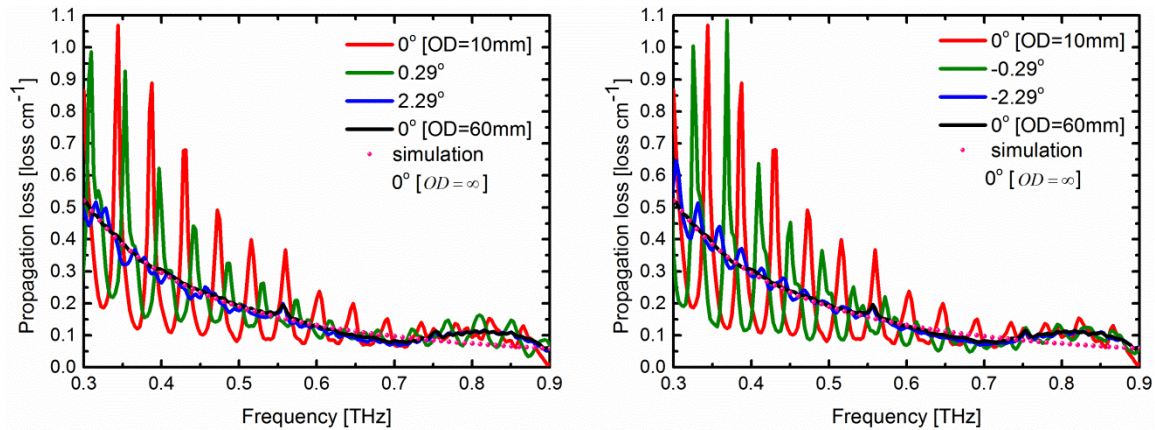 1.1
1.0
0.9
0.8
0.7
0.6
0.5
0.4
0.3
0.2
0.1
0.0
Propagation loss [loss cm⁻¹]
0° [OD=10mm]
0.29°
2.29°
0° [OD=60mm]
simulation
0° [OD = ∞]
0.3 0.4 0.5 0.6 0.7 0.8 0.9
Frequency [THz]
1.1
1.0
0.9
0.8
0.7
0.6
0.5
0.4
0.3
0.2
0.1
0.0
Propagation loss [loss cm⁻¹]
0° [OD=10mm]
-0.29°
-2.29°
0° [OD=60mm]
simulation
0° [OD = ∞]
0.3 0.4 0.5 0.6 0.7 0.8 0.9
Frequency [THz]